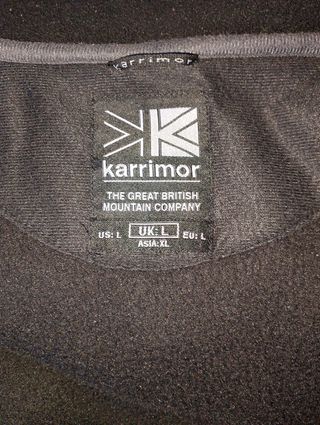 karrimor
karrimor
THE GREAT BRITISH
MOUNTAIN COMPANY
US: L UK: L EU: L
ASIA:XL